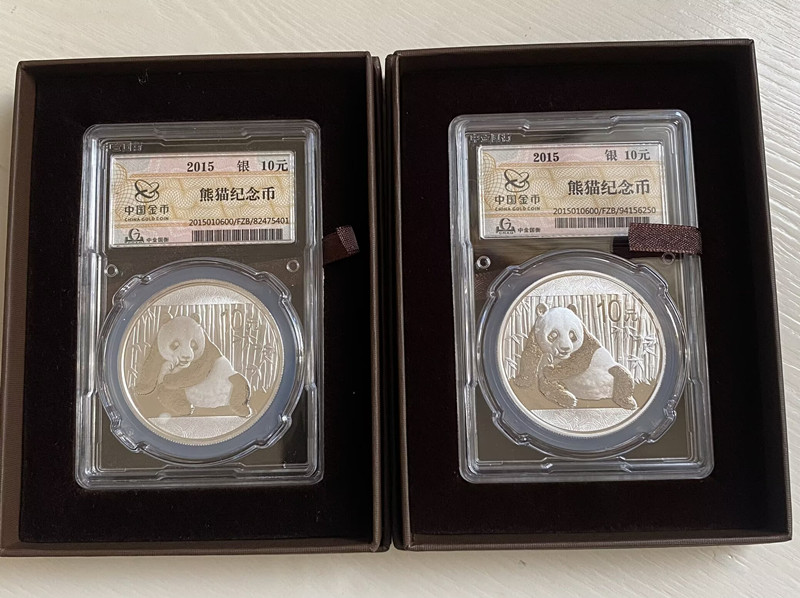 2015 银 10元
熊猫纪念币
中国金币
CHINA GOLD COIN
2015010600/FZB/82475401
中金国衡
10元
2015 银 10元
熊猫纪念币
中国金币
CHINA GOLD COIN
2015010600/FZB/94156250
中金国衡
10元